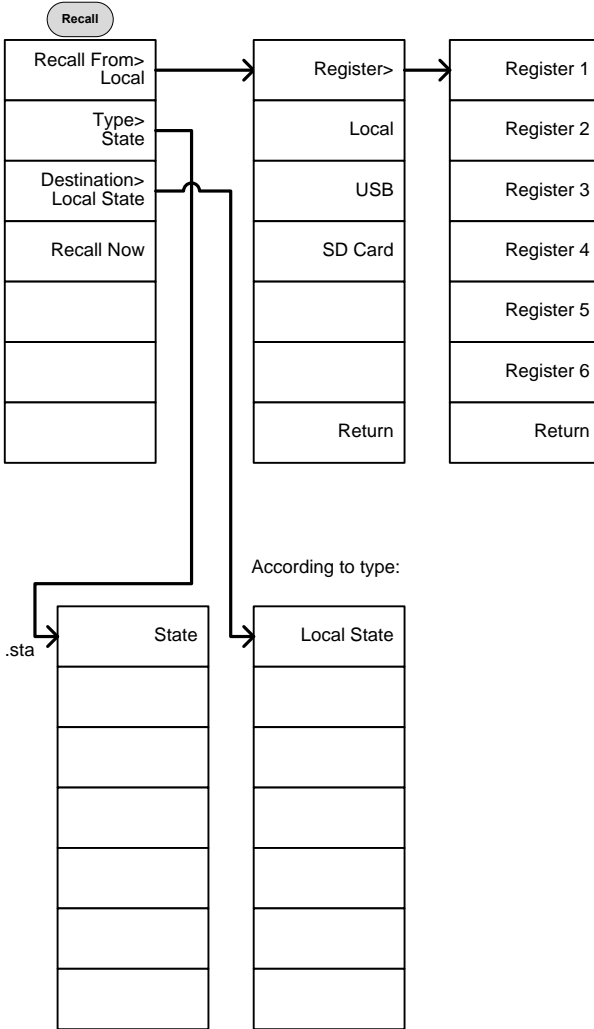 Recall
Recall From>
Local
Type>
State
Destination>
Local State
Recall Now
Register>
Local
USB
SD Card
Return
Register 1
Register 2
Register 3
Register 4
Register 5
Register 6
Return
According to type:
.sta
State
Local State